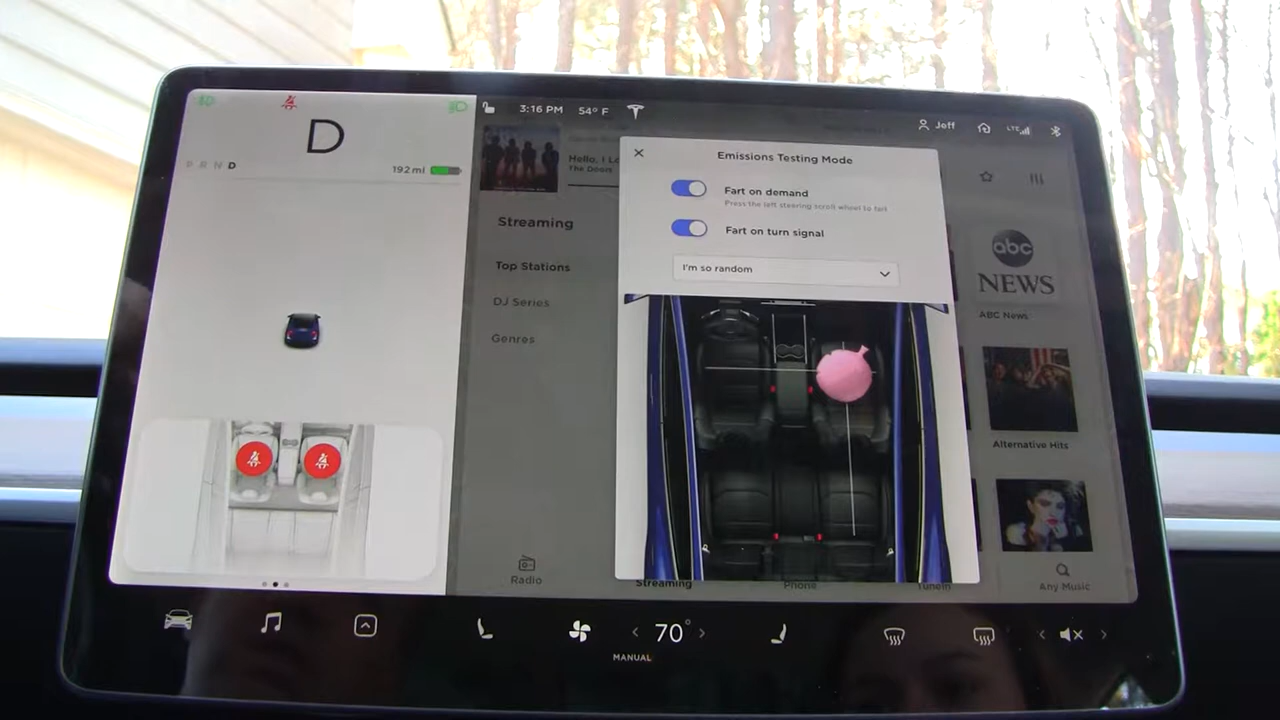 D
P R N D
192 mi
3:16 PM
54° F
Jeff
LTE
Hello, I Lo
The Doors
Streaming
Top Stations
DJ Series
Genres
Emissions Testing Mode
Fart on demand
Press the left steering scroll wheel to fart
Fart on turn signal
I'm so random
abc
NEWS
ABC News
Alternative Hits
Radio
Streaming
Phone
TuneIn
Any Music
70°
MANUAL